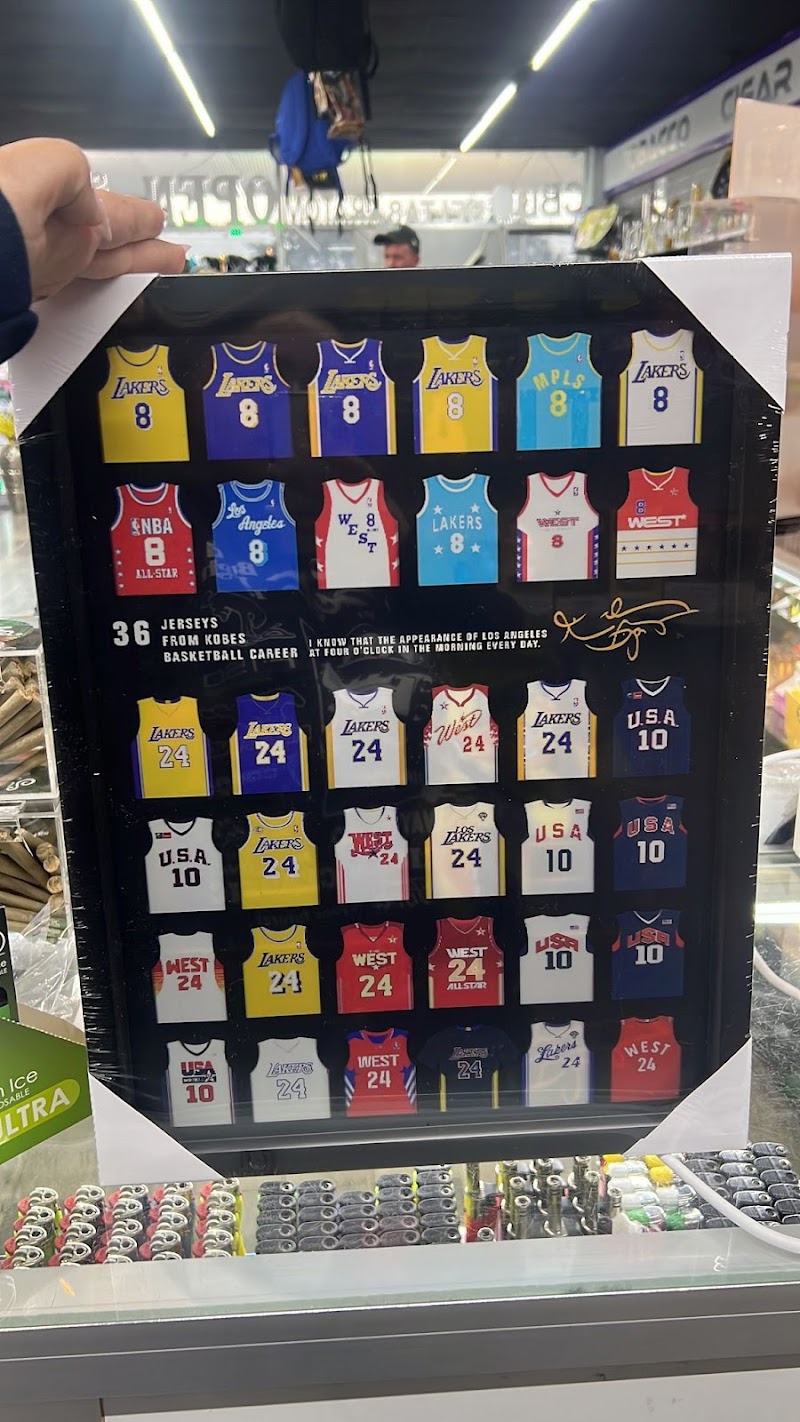 TOBACCO CIGAR
OPEN
LAKERS 8
LAKERS 8
LAKERS 8
LAKERS 8
MPLS 8
LAKERS 8
NBA 8 ALL-STAR
Los Angeles 8
WEST 8
LAKERS 8
WEST 8
WEST
36 JERSEYS
FROM KOBES
BASKETBALL CAREER
I KNOW THAT THE APPEARANCE OF LOS ANGELES
AT FOUR O'CLOCK IN THE MORNING EVERY DAY.
LAKERS 24
LAKERS 24
LAKERS 24
West 24
LAKERS 24
U.S.A. 10
U.S.A. 10
LAKERS 24
WEST 24
LOS LAKERS 24
USA 10
USA 10
WEST 24
LAKERS 24
WEST 24
WEST 24 ALL STAR
USA 10
USA 10
USA 10
LAKERS 24
WEST 24
LAKERS 24
Lakers 24
WEST 24
Ice
ULTRA